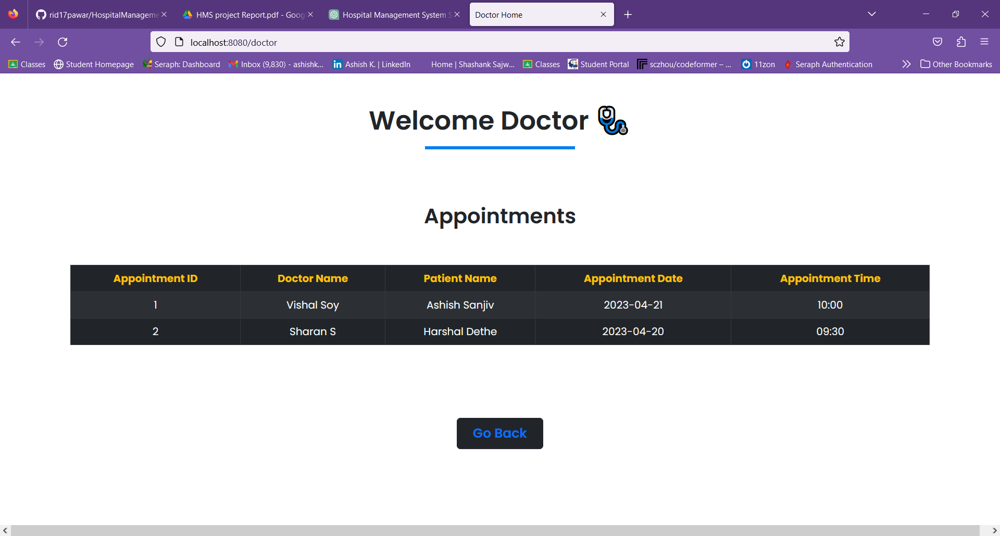 rid17pawar/HospitalManageme
HMS project Report.pdf - Goog
Hospital Management System S
Doctor Home
localhost:8080/doctor
Classes
Student Homepage
Seraph: Dashboard
Inbox (9,830) - ashishk...
Ashish K. | LinkedIn
Home | Shashank Sajw...
Classes
Student Portal
sczhou/codeformer – ...
11zon
Seraph Authentication
Other Bookmarks
Welcome Doctor
Appointments
Appointment ID Doctor Name Patient Name Appointment Date Appointment Time
1 Vishal Soy Ashish Sanjiv 2023-04-21 10:00
2 Sharan S Harshal Dethe 2023-04-20 09:30
Go Back